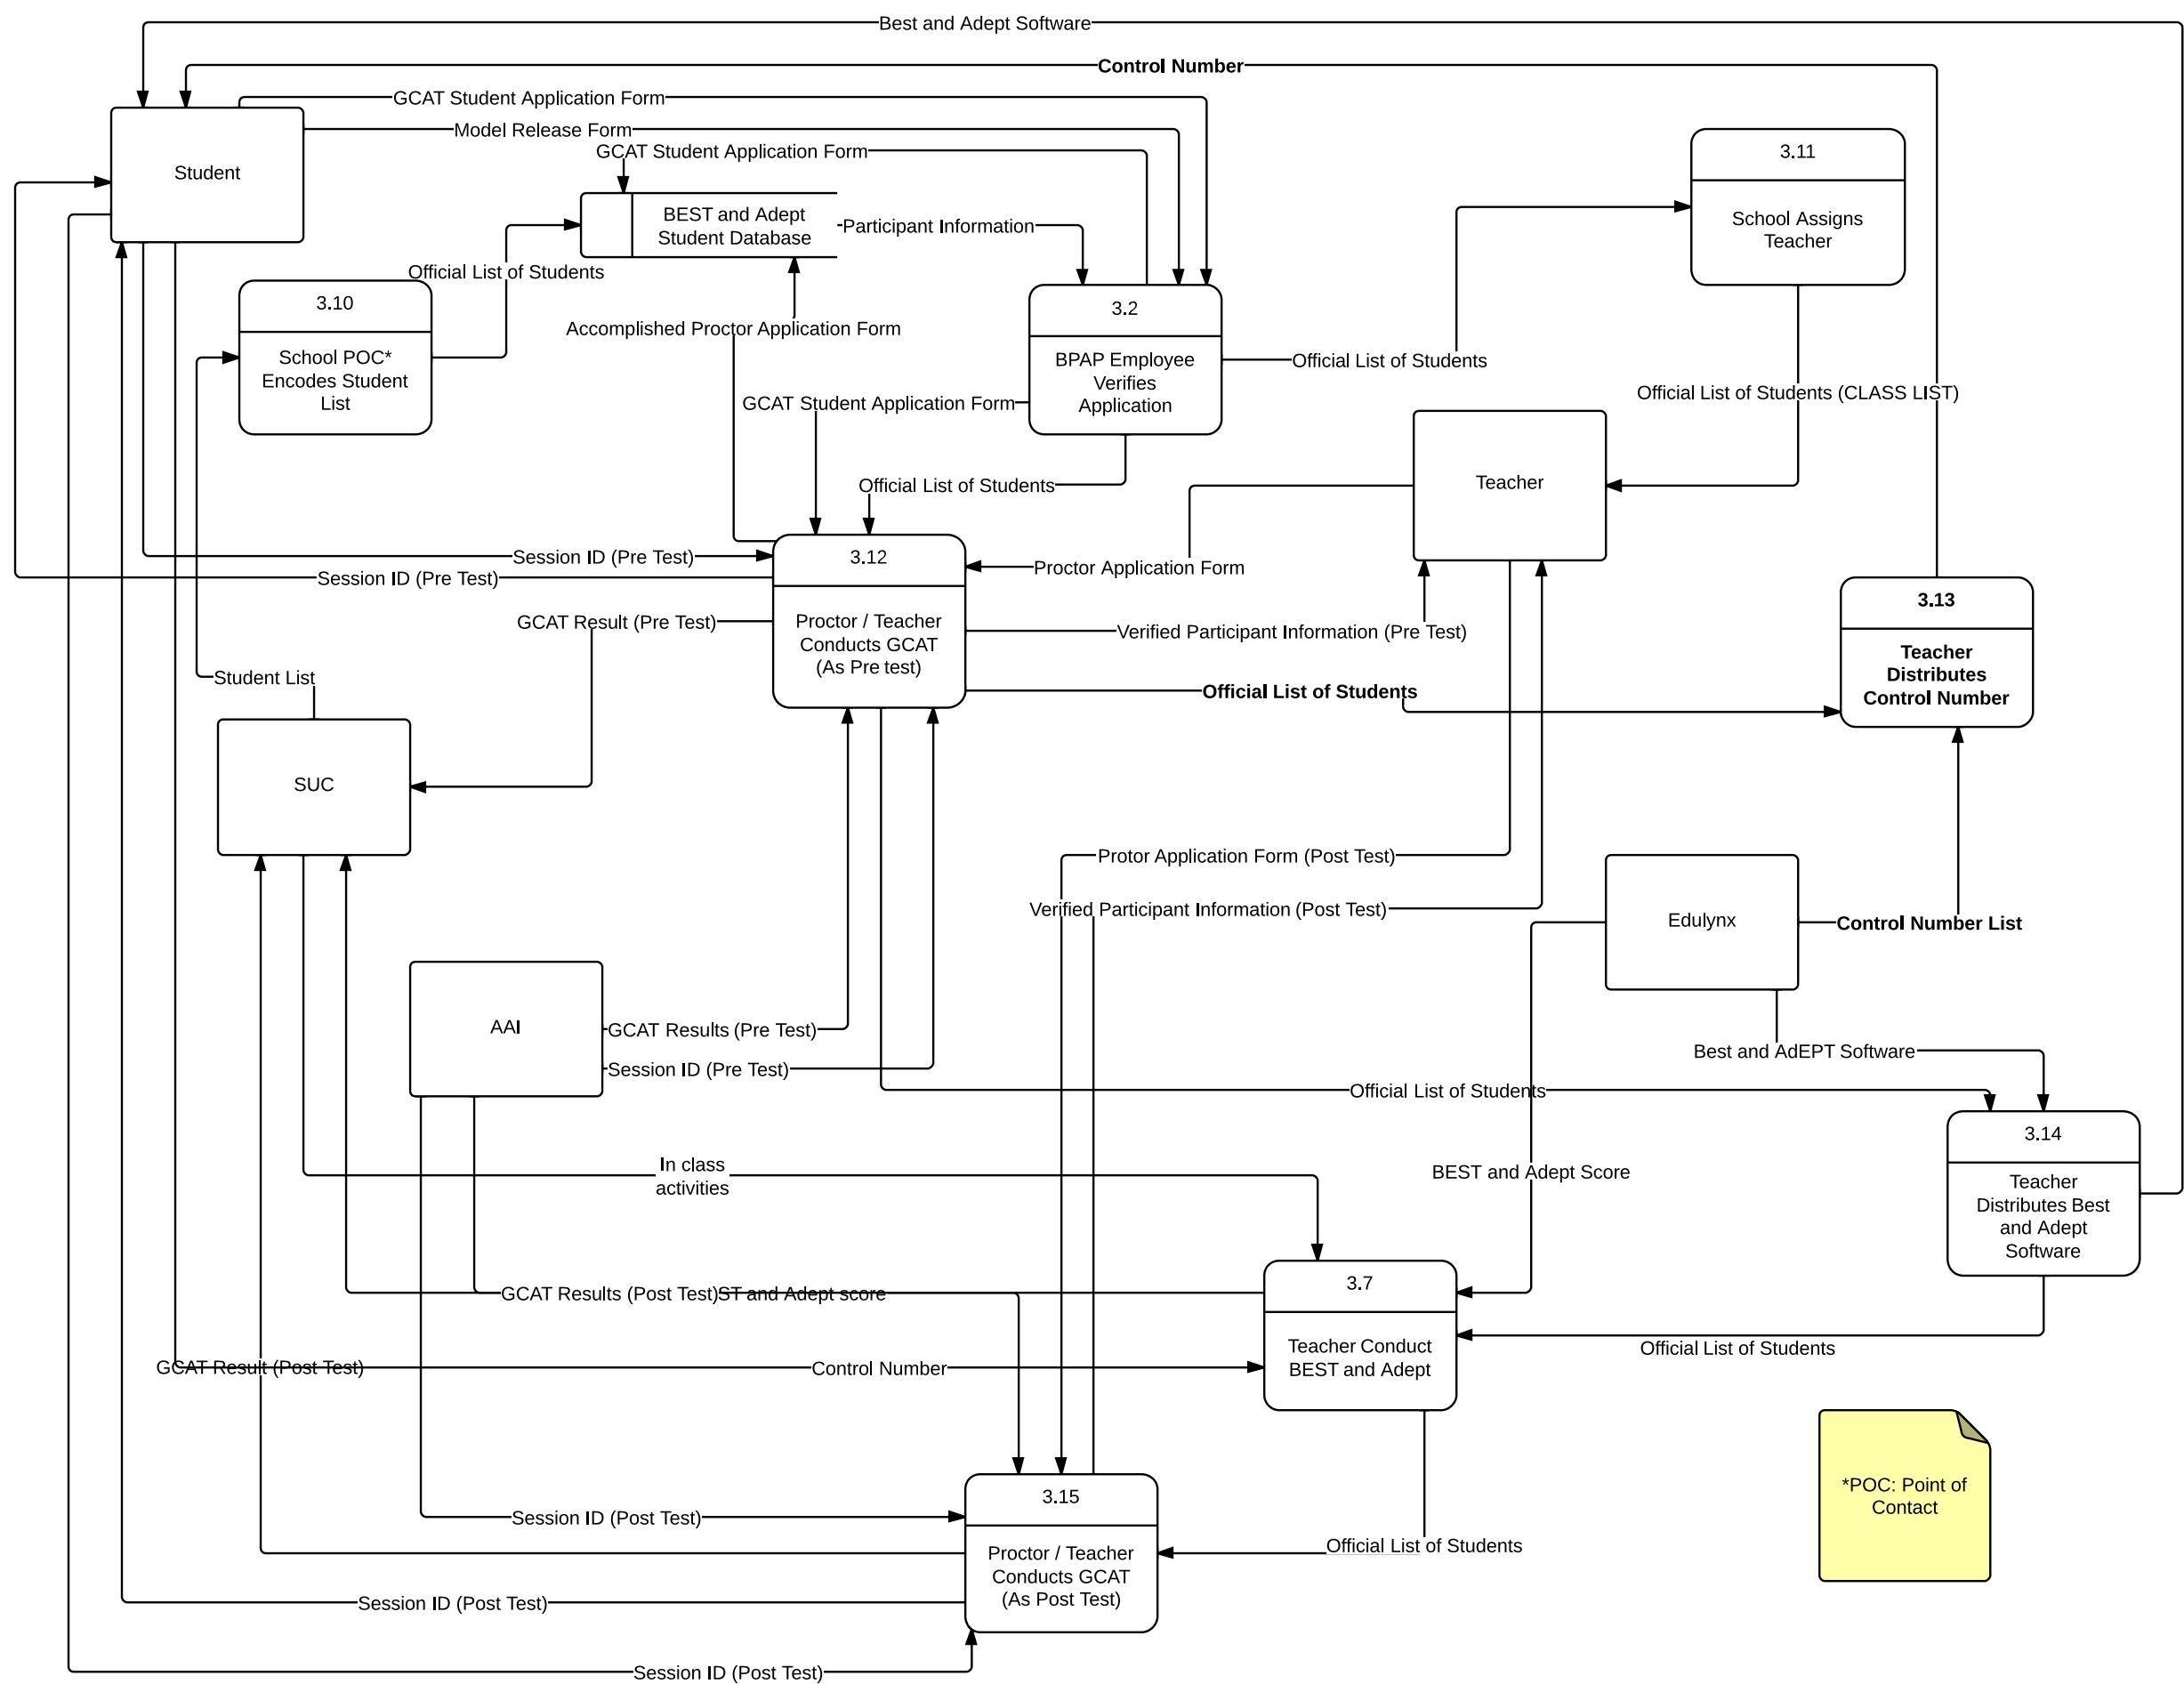 Best and Adept Software
Control Number
GCAT Student Application Form
Model Release Form
GCAT Student Application Form
Student
3.11
School Assigns
Teacher
BEST and Adept
Student Database
Participant Information
Official List of Students
3.10
School POC*
Encodes Student
List
Accomplished Proctor Application Form
3.2
BPAP Employee
Verifies
Application
Official List of Students
Official List of Students (CLASS LIST)
GCAT Student Application Form
Official List of Students
Teacher
Session ID (Pre Test)
Session ID (Pre Test)
3.12
Proctor / Teacher
Conducts GCAT
(As Pre test)
Proctor Application Form
GCAT Result (Pre Test)
Verified Participant Information (Pre Test)
3.13
Teacher
Distributes
Control Number
Student List
Official List of Students
SUC
Protor Application Form (Post Test)
Verified Participant Information (Post Test)
Edulynx
Control Number List
AAI
GCAT Results (Pre Test)
Session ID (Pre Test)
Best and AdEPT Software
Official List of Students
3.14
Teacher
Distributes Best
and Adept
Software
In class
activities
BEST and Adept Score
GCAT Results (Post Test)ST and Adept score
3.7
Teacher Conduct
BEST and Adept
Official List of Students
GCAT Result (Post Test)
Control Number
*POC: Point of
Contact
3.15
Proctor / Teacher
Conducts GCAT
(As Post Test)
Session ID (Post Test)
Official List of Students
Session ID (Post Test)
Session ID (Post Test)